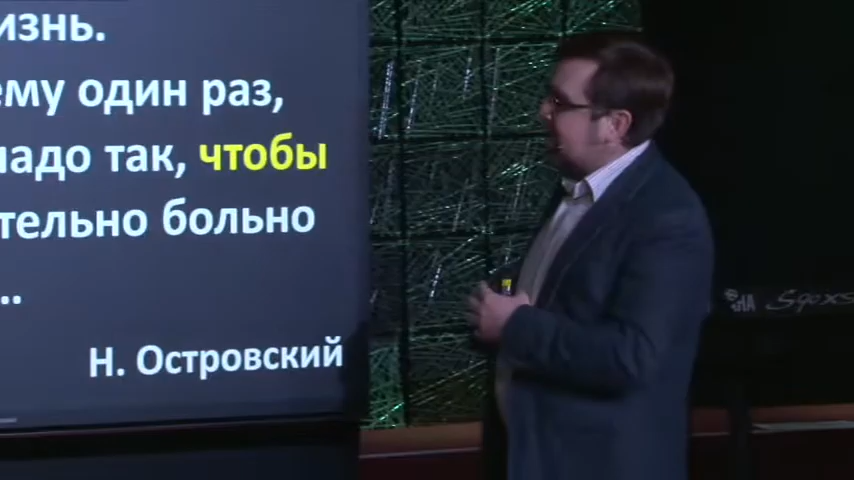 изнь.
ему один раз,
надо так, чтобы
тельно больно
..
Н. Островский